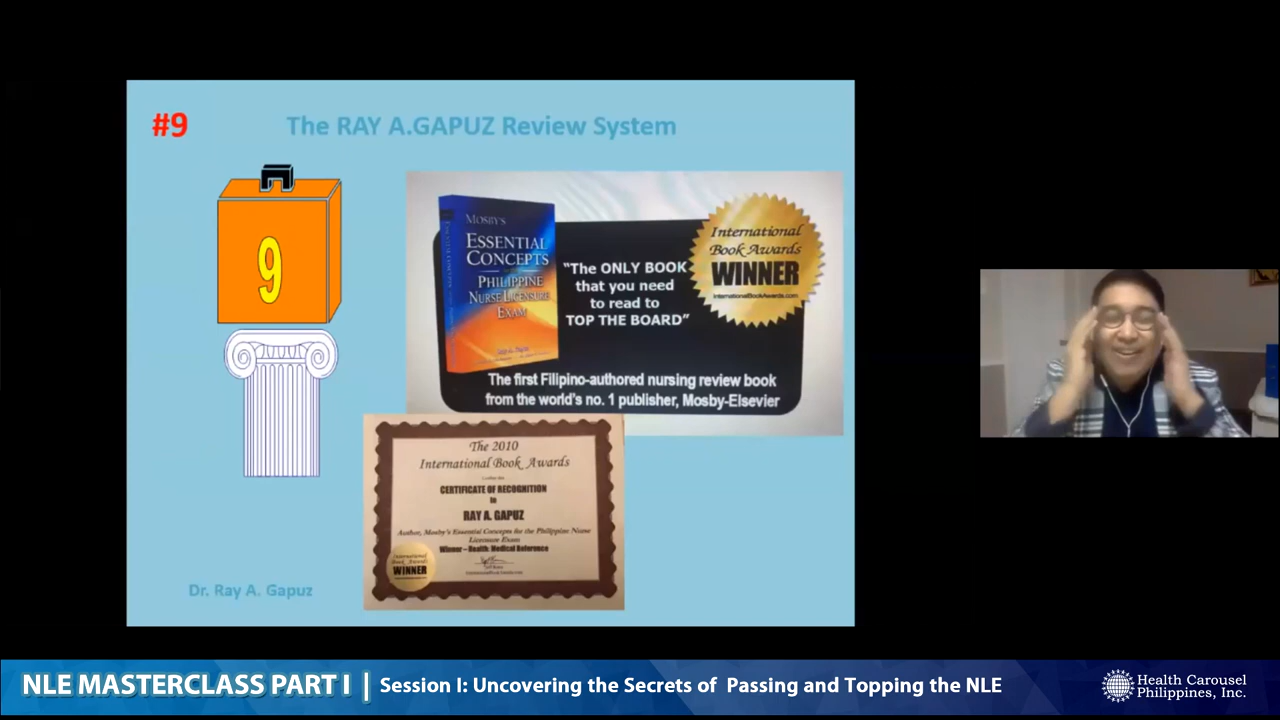 #9
The RAY A.GAPUZ Review System
9
MOSBY'S
ESSENTIAL
CONCEPTS
PHILIPPINE
NURSE LICENSURE
EXAM
"The ONLY BOOK
that you need
to read to
TOP THE BOARD"
International
Book Awards
WINNER
InternationalBookAwards.com
The first Filipino-authored nursing review book
from the world's no. 1 publisher, Mosby-Elsevier
The 2010
International Book Awards
CERTIFICATE OF RECOGNITION
to
RAY A. GAPUZ
Author, Mosby's Essential Concepts for the Philippine Nurse
Licensure Exam
Winner – Health: Medical Reference
International
Book Awards
WINNER
Dr. Ray A. Gapuz
NLE MASTERCLASS PART I | Session I: Uncovering the Secrets of Passing and Topping the NLE
Health Carousel
Philippines, Inc.